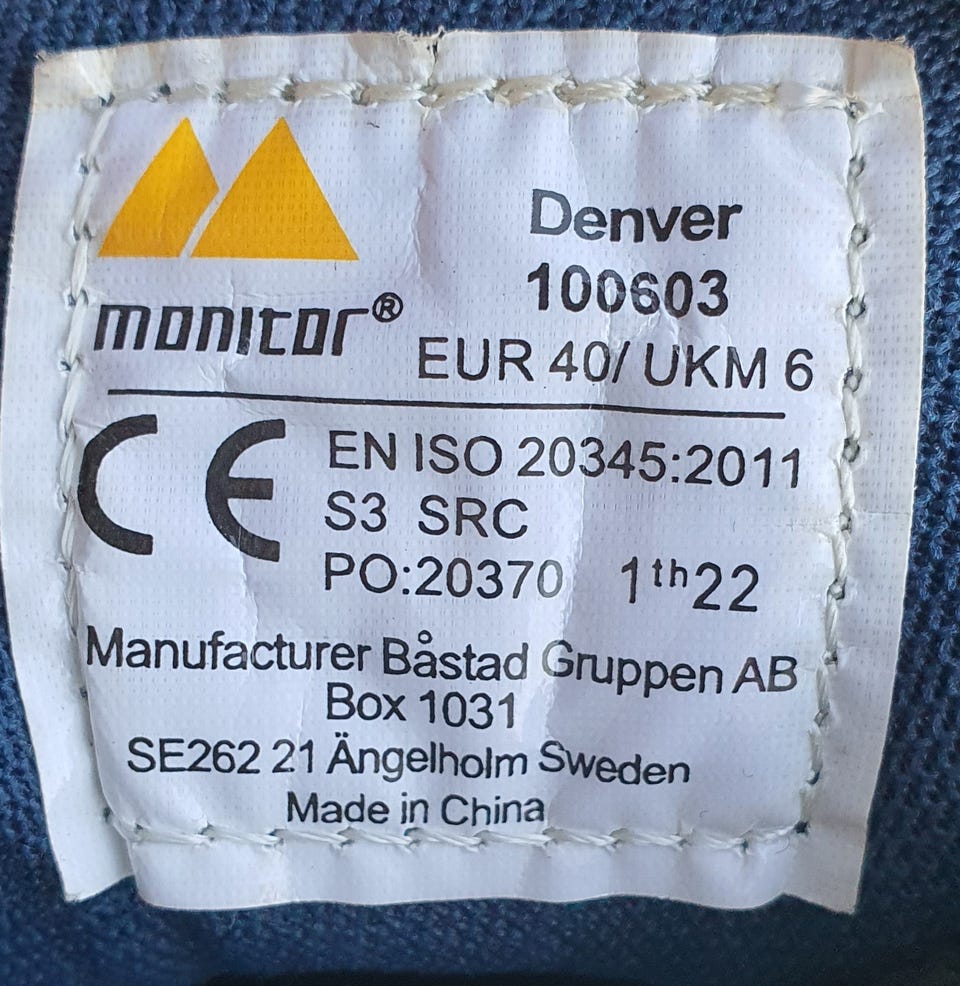 monitor®
Denver
100603
EUR 40/ UKM 6
CE
EN ISO 20345:2011
S3 SRC
PO:20370 1th22
Manufacturer Båstad Gruppen AB
Box 1031
SE262 21 Ängelholm Sweden
Made in China